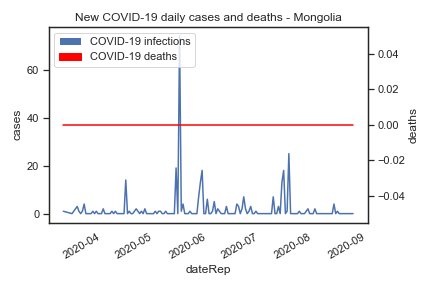 New COVID-19 daily cases and deaths - Mongolia
COVID-19 infections
COVID-19 deaths
cases
60
40
20
0
deaths
0.04
0.02
0.00
−0.02
−0.04
2020-04
2020-05
2020-06
2020-07
2020-08
2020-09
dateRep